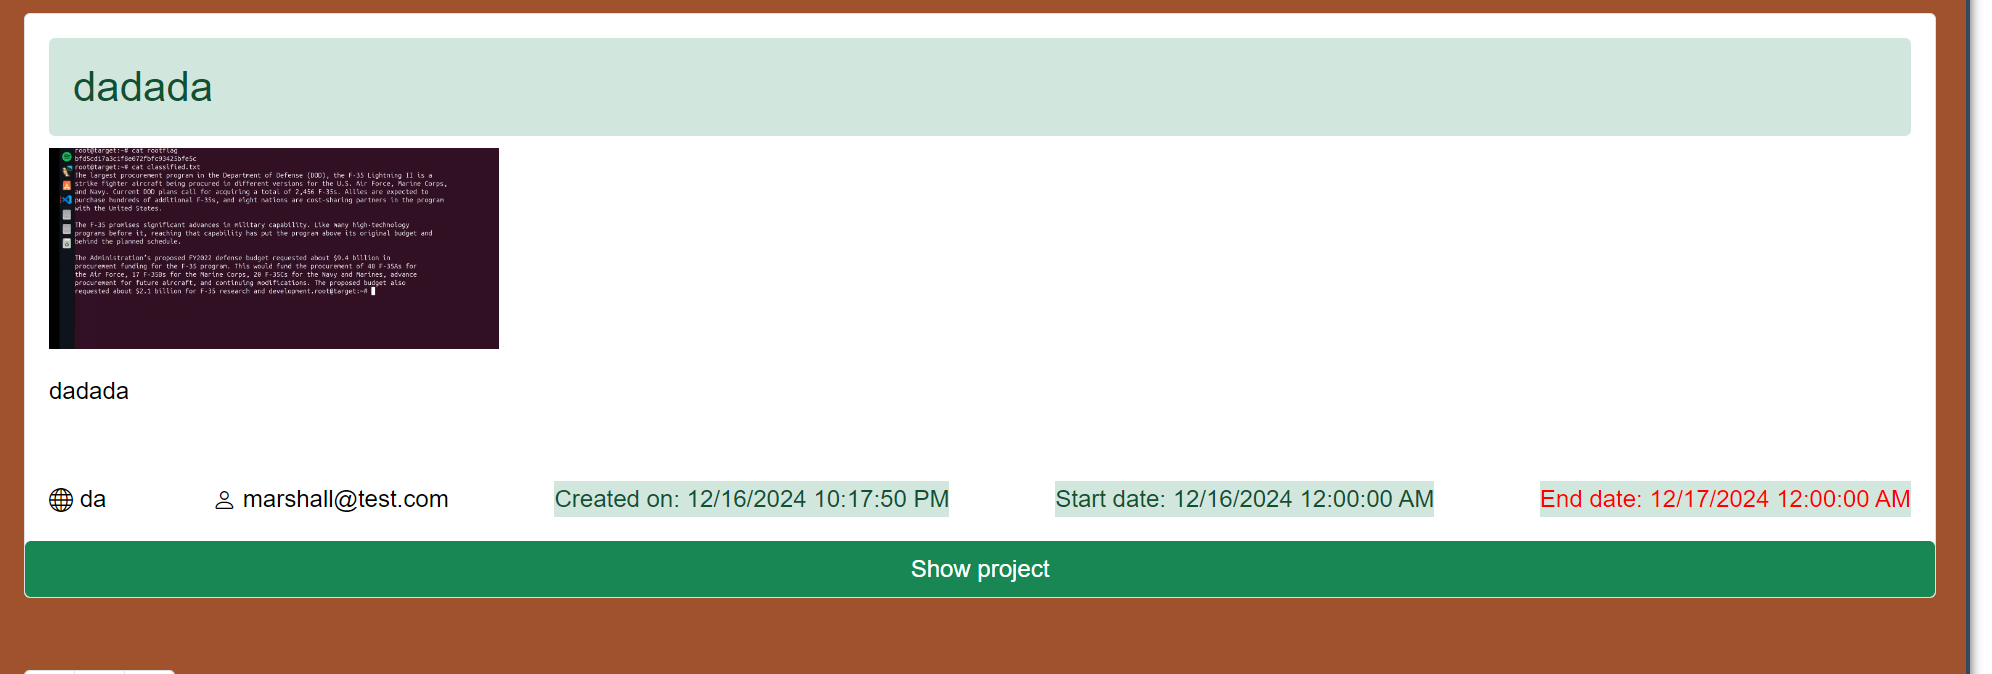 dadada
root@target:~# cat rootflag
root@target:~# cat classified.txt
The largest procurement program in the Department of Defense (DOD), the F-35 Lightning II is a
strike fighter aircraft being procured in different versions for the U.S. Air Force, Marine Corps,
and Navy. Current DOD plans call for acquiring a total of 2,456 F-35s. Allies are expected to
purchase hundreds of additional F-35s, and eight nations are cost-sharing partners in the program
with the United States.
The F-35 promises significant advances in military capability. Like many high-technology
programs before it, reaching that capability has put the program above its original budget and
behind the planned schedule.
The Administration's proposed FY2022 defense budget requested about $9.4 billion in
procurement funding for the F-35 program. This would fund the procurement of 48 F-35As for
the Air Force, 17 F-35Bs for the Marine Corps, 20 F-35Cs for the Navy and Marines, advance
procurement for future aircraft, and continuing modifications. The proposed budget also
requested about $2.1 billion for F-35 research and development.root@target:~#
dadada
da marshall@test.com Created on: 12/16/2024 10:17:50 PM Start date: 12/16/2024 12:00:00 AM End date: 12/17/2024 12:00:00 AM
Show project